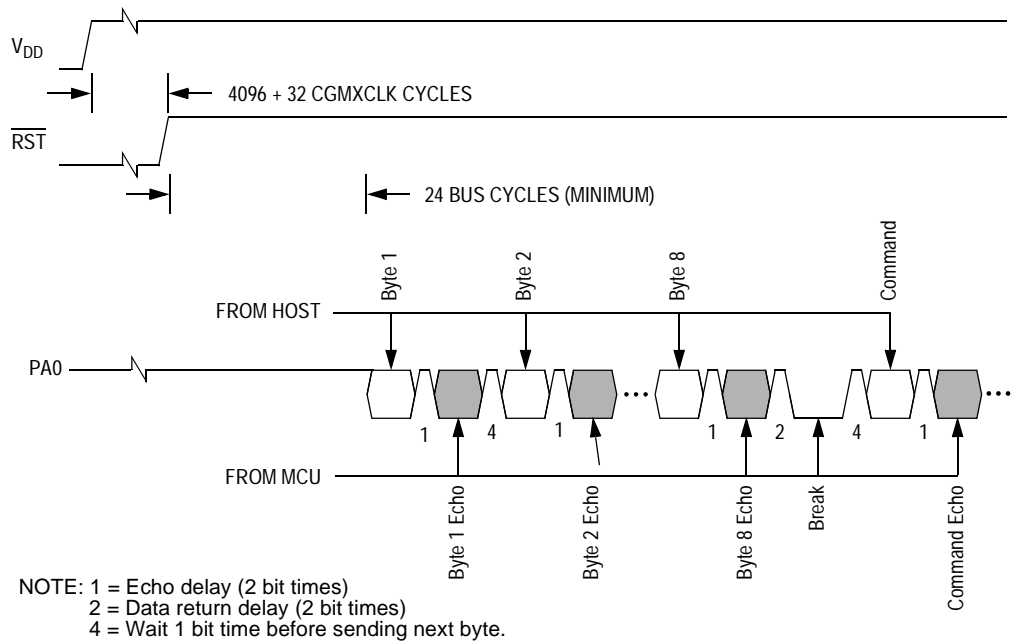 VDD
4096 + 32 CGMXCLK CYCLES
RST
24 BUS CYCLES (MINIMUM)
Byte 1
Byte 2
Byte 8
Command
FROM HOST
PA0
1
4
1
1
2
4
1
FROM MCU
Byte 1 Echo
Byte 2 Echo
Byte 8 Echo
Break
Command Echo
NOTE: 1 = Echo delay (2 bit times)
2 = Data return delay (2 bit times)
4 = Wait 1 bit time before sending next byte.